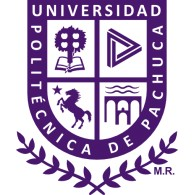 UNIVERSIDAD
POLITÉCNICA DE PACHUCA
M.R.